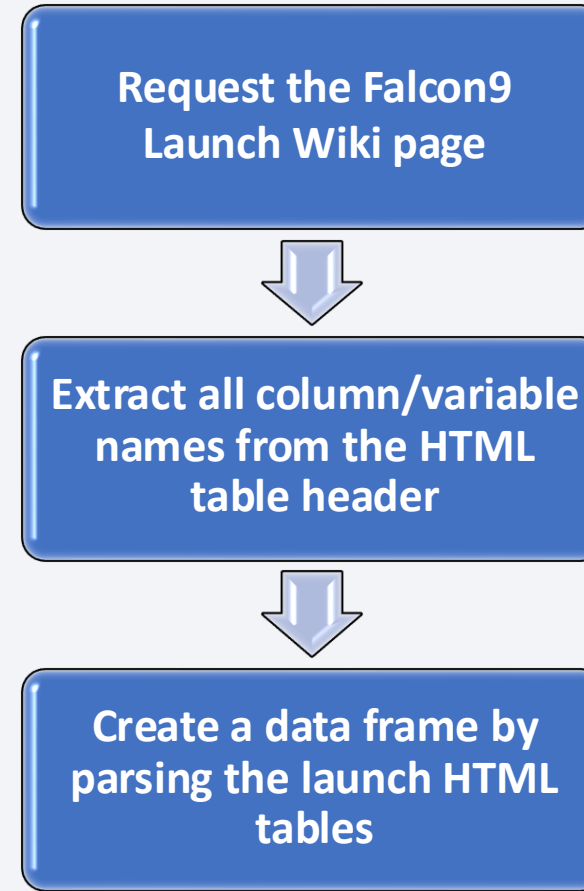 Request the Falcon9
Launch Wiki page
Extract all column/variable
names from the HTML
table header
Create a data frame by
parsing the launch HTML
tables